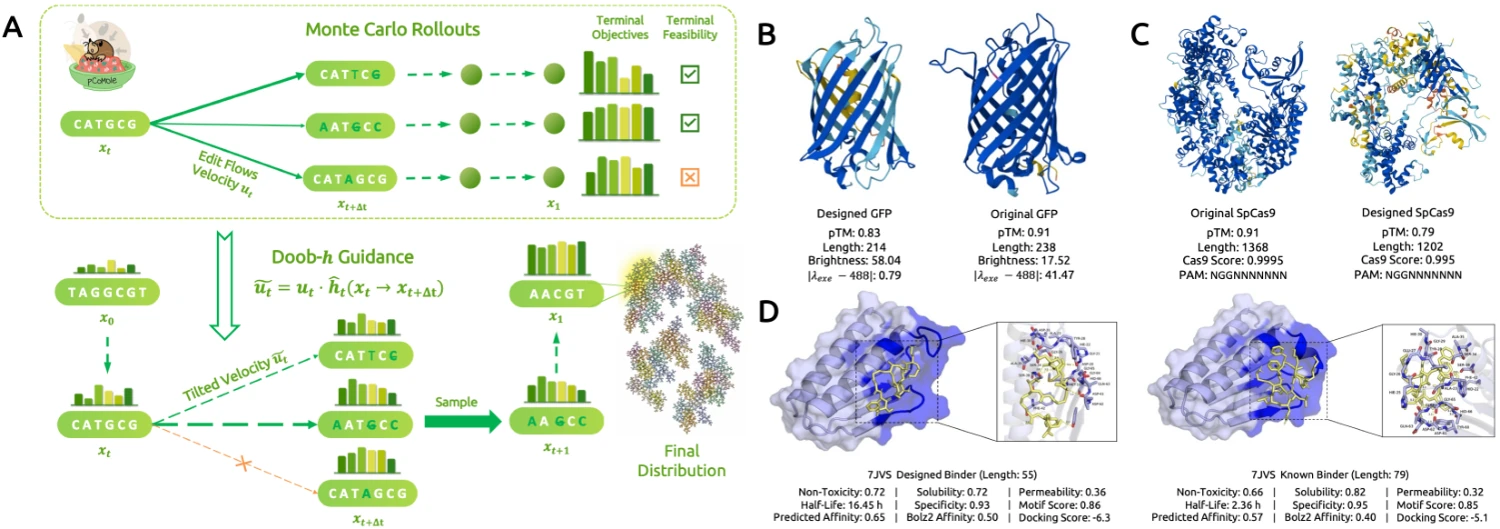 A
PCoMole
Monte Carlo Rollouts
Terminal Objectives
Terminal Feasibility
CATTCG
CATGCG
AATGCC
x_t
Edit Flows
Velocity u_t
CATAGCG
x_{t+Δt}
x_1
Doob-h Guidance
ũ_t = u_t · ĥ_t(x_t → x_{t+Δt})
TAGGCGT
x_0
AACGT
x_1
Tilted Velocity ũ_t
CATTCG
CATGCG
x_t
AATGCC
Sample
AAGCC
x_{t+1}
CATAGCG
x_{t+Δt}
Final
Distribution
B
Designed GFP
pTM: 0.83
Length: 214
Brightness: 58.04
|λ_exe − 488|: 0.79
Original GFP
pTM: 0.91
Length: 238
Brightness: 17.52
|λ_exe − 488|: 41.47
C
Original SpCas9
pTM: 0.91
Length: 1368
Cas9 Score: 0.9995
PAM: NGGNNNNNNN
Designed SpCas9
pTM: 0.79
Length: 1202
Cas9 Score: 0.995
PAM: NGGNNNNNNN
D
7JVS Designed Binder (Length: 55)
Non-Toxicity: 0.72 | Solubility: 0.72 | Permeability: 0.36
Half-Life: 16.45 h | Specificity: 0.93 | Motif Score: 0.86
Predicted Affinity: 0.65 | Bolz2 Affinity: 0.50 | Docking Score: -6.3
7JVS Known Binder (Length: 79)
Non-Toxicity: 0.66 | Solubility: 0.82 | Permeability: 0.32
Half-Life: 2.36 h | Specificity: 0.95 | Motif Score: 0.85
Predicted Affinity: 0.57 | Bolz2 Affinity: 0.40 | Docking Score: -5.1